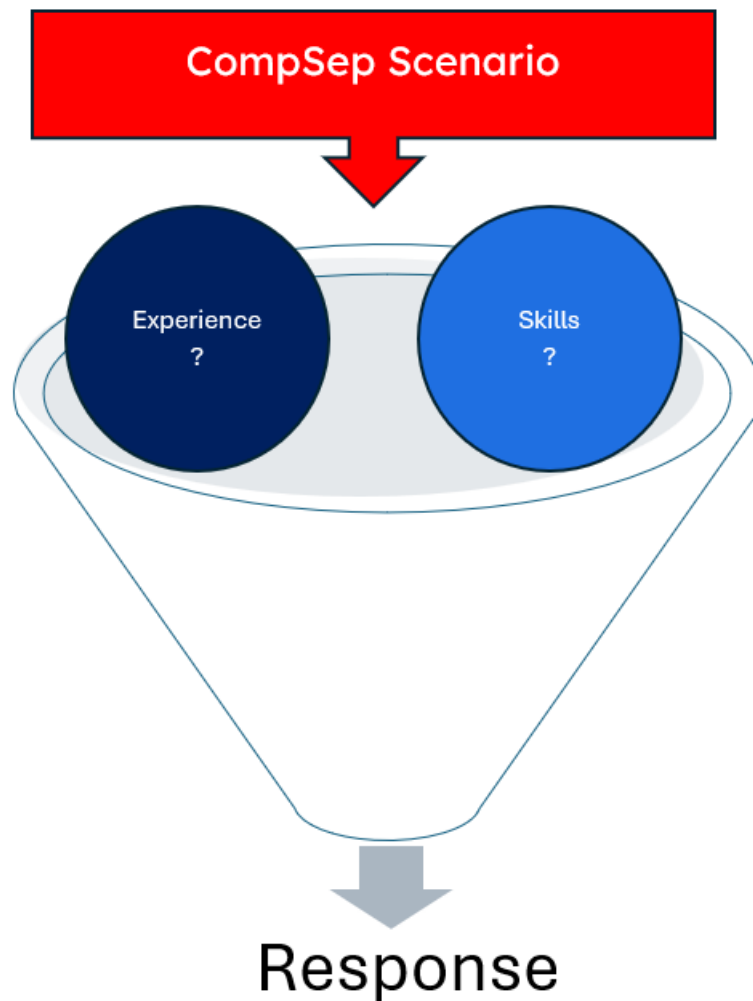 CompSep Scenario
Experience
?
Skills
?
Response